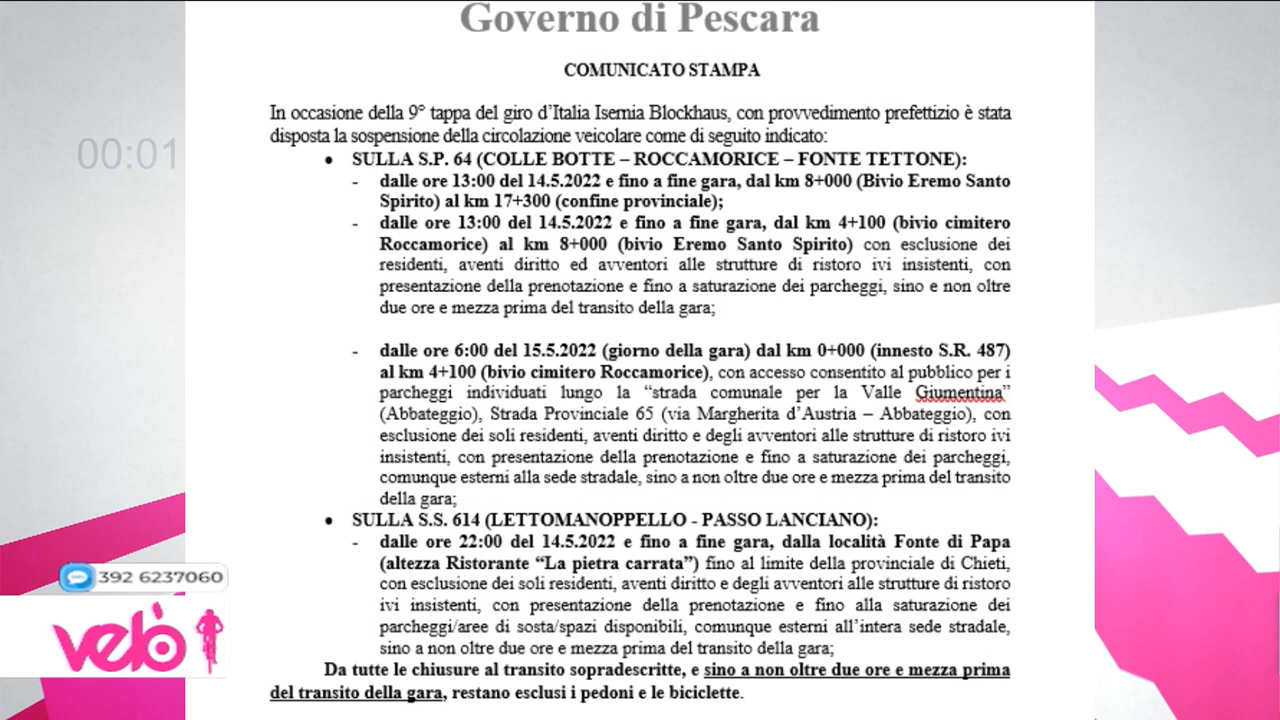 Governo di Pescara
COMUNICATO STAMPA
In occasione della 9° tappa del giro d'Italia Isernia Blockhaus, con provvedimento prefettizio è stata
disposta la sospensione della circolazione veicolare come di seguito indicato:
00:01
• SULLA S.P. 64 (COLLE BOTTE – ROCCAMORICE – FONTE TETTONE):
- dalle ore 13:00 del 14.5.2022 e fino a fine gara, dal km 8+000 (Bivio Eremo Santo
Spirito) al km 17+300 (confine provinciale);
- dalle ore 13:00 del 14.5.2022 e fino a fine gara, dal km 4+100 (bivio cimitero
Roccamorice) al km 8+000 (bivio Eremo Santo Spirito) con esclusione dei
residenti, aventi diritto ed avventori alle strutture di ristoro ivi insistenti, con
presentazione della prenotazione e fino a saturazione dei parcheggi, sino e non oltre
due ore e mezza prima del transito della gara;
- dalle ore 6:00 del 15.5.2022 (giorno della gara) dal km 0+000 (innesto S.R. 487)
al km 4+100 (bivio cimitero Roccamorice), con accesso consentito al pubblico per i
parcheggi individuati lungo la “strada comunale per la Valle Giumentina”
(Abbateggio), Strada Provinciale 65 (via Margherita d'Austria – Abbateggio), con
esclusione dei soli residenti, aventi diritto e degli avventori alle strutture di ristoro ivi
insistenti, con presentazione della prenotazione e fino a saturazione dei parcheggi,
comunque esterni alla sede stradale, sino a non oltre due ore e mezza prima del transito
della gara;
• SULLA S.S. 614 (LETTOMANOPPELLO - PASSO LANCIANO):
- dalle ore 22:00 del 14.5.2022 e fino a fine gara, dalla località Fonte di Papa
(altezza Ristorante “La pietra carrata”) fino al limite della provinciale di Chieti,
con esclusione dei soli residenti, aventi diritto e degli avventori alle strutture di ristoro
ivi insistenti, con presentazione della prenotazione e fino alla saturazione dei
parcheggi/aree di sosta/spazi disponibili, comunque esterni all'intera sede stradale,
sino a non oltre due ore e mezza prima del transito della gara;
Da tutte le chiusure al transito sopradescritte, e sino a non oltre due ore e mezza prima
del transito della gara, restano esclusi i pedoni e le biciclette.
392 6237060
velò